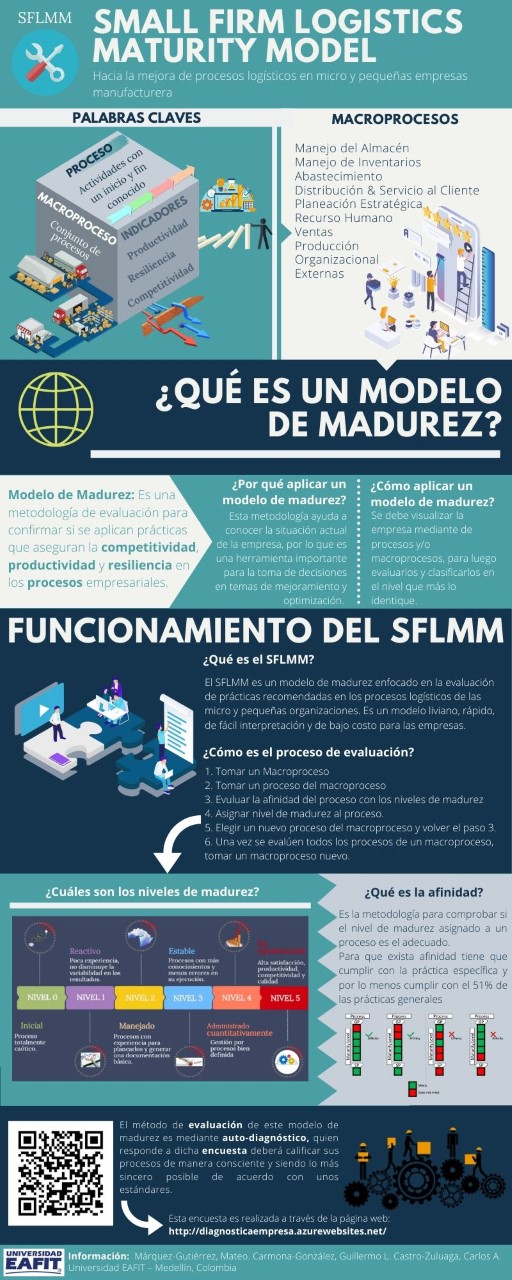 SFLMM
SMALL FIRM LOGISTICS
MATURITY MODEL
Hacia la mejora de procesos logísticos en micro y pequeñas empresas
manufacturera
PALABRAS CLAVES
PROCESO
Actividades con
un inicio y fin
conocido
MACROPROCESO
Conjunto de
procesos
INDICADORES
Productividad
Resiliencia
Competitividad
MACROPROCESOS
Manejo del Almacén
Manejo de Inventarios
Abastecimiento
Distribución & Servicio al Cliente
Planeación Estratégica
Recurso Humano
Ventas
Producción
Organizacional
Externas
¿QUÉ ES UN MODELO
DE MADUREZ?
Modelo de Madurez: Es una
metodología de evaluación para
confirmar si se aplican prácticas
que aseguran la competitividad,
productividad y resiliencia en
los procesos empresariales.
¿Por qué aplicar un
modelo de madurez?
Esta metodología ayuda a
conocer la situación actual
de la empresa, por lo que es
una herramienta importante
para la toma de decisiones
en temas de mejoramiento y
optimización.
¿Cómo aplicar un
modelo de madurez?
Se debe visualizar la
empresa mediante de
procesos y/o
macroprocesos, para luego
evaluarlos y clasificarlos en
el nivel que más lo
identique.
FUNCIONAMIENTO DEL SFLMM
¿Qué es el SFLMM?
El SFLMM es un modelo de madurez enfocado en la evaluación
de prácticas recomendadas en los procesos logísticos de las
micro y pequeñas organizaciones. Es un modelo liviano, rápido,
de fácil interpretación y de bajo costo para las empresas.
¿Cómo es el proceso de evaluación?
1. Tomar un Macroproceso
2. Tomar un proceso del macroproceso
3. Evuluar la afinidad del proceso con los niveles de madurez
4. Asignar nivel de madurez al proceso.
5. Elegir un nuevo proceso del macroproceso y volver el paso 3.
6. Una vez se evalúen todos los procesos de un macroproceso,
tomar un macroproceso nuevo.
¿Cuáles son los niveles de madurez?
Reactivo
Poca experiencia,
no disminuye la
variabilidad en los
resultados.
Estable
Procesos con más
conocimientos y
menos errores en
su ejecución.
Alta satisfacción,
productividad,
competitividad y
calidad
NIVEL 0
NIVEL 1
NIVEL 2
NIVEL 3
NIVEL 4
NIVEL 5
Inicial
Proceso
totalmente
caótico.
Manejado
Procesos con
experiencia para
planearlos y generar
una documentación
básica.
Administrado
cuantitativamente
Gestión por
procesos bien
definida
¿Qué es la afinidad?
Es la metodología para comprobar si
el nivel de madurez asignado a un
proceso es el adecuado.
Para que exista afinidad tiene que
cumplir con la práctica específica y
por lo menos cumplir con el 51% de
las prácticas generales
Process
Process
Process
Process
El método de evaluación de este modelo de
madurez es mediante auto-diagnóstico, quien
responde a dicha encuesta deberá calificar sus
procesos de manera consciente y siendo lo más
sincero posible de acuerdo con unos
estándares.
Esta encuesta es realizada a través de la página web:
http://diagnosticaempresa.azurewebsites.net/
UNIVERSIDAD
EAFIT
Información: Márquez-Gutiérrez, Mateo. Carmona-González, Guillermo L. Castro-Zuluaga, Carlos A.
Universidad EAFIT – Medellín, Colombia